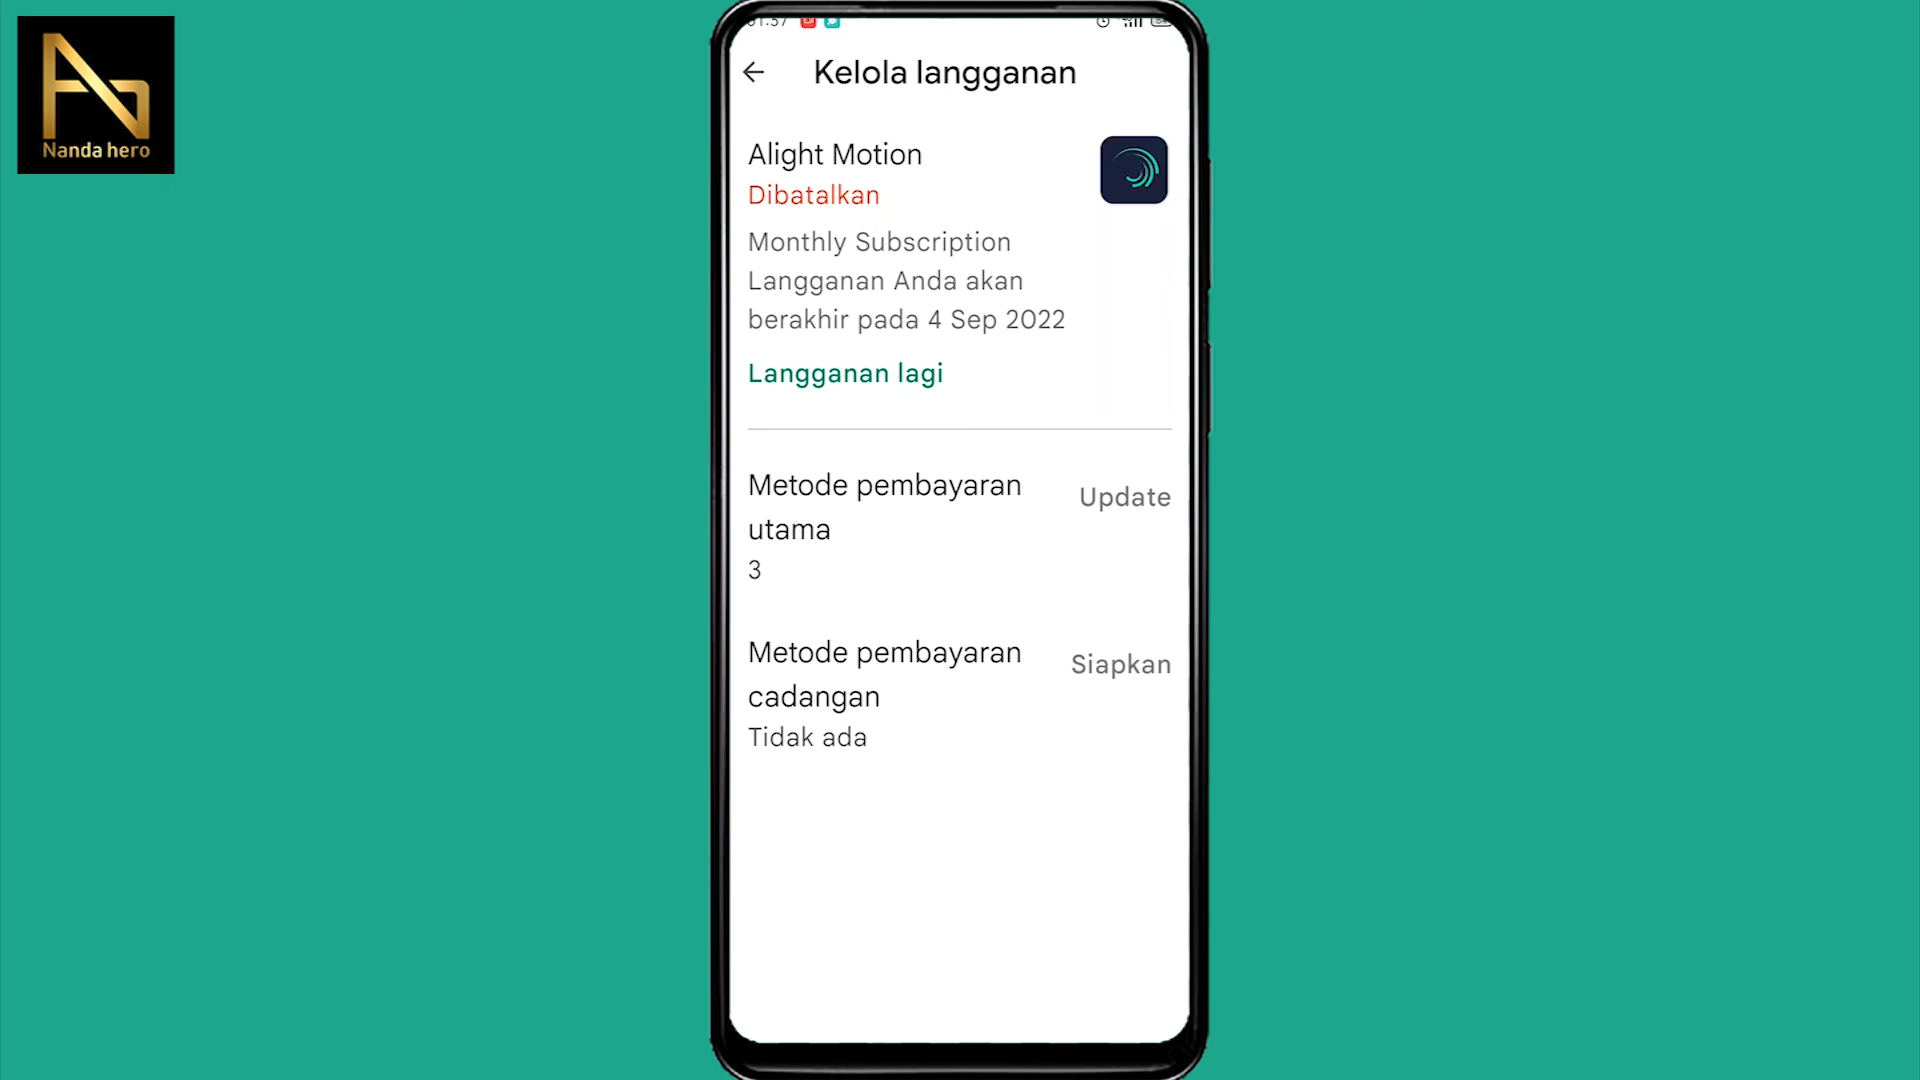 Nanda hero
Kelola langganan
Alight Motion
Dibatalkan
Monthly Subscription
Langganan Anda akan
berakhir pada 4 Sep 2022
Langganan lagi
Metode pembayaran
utama
Update
3
Metode pembayaran
cadangan
Siapkan
Tidak ada